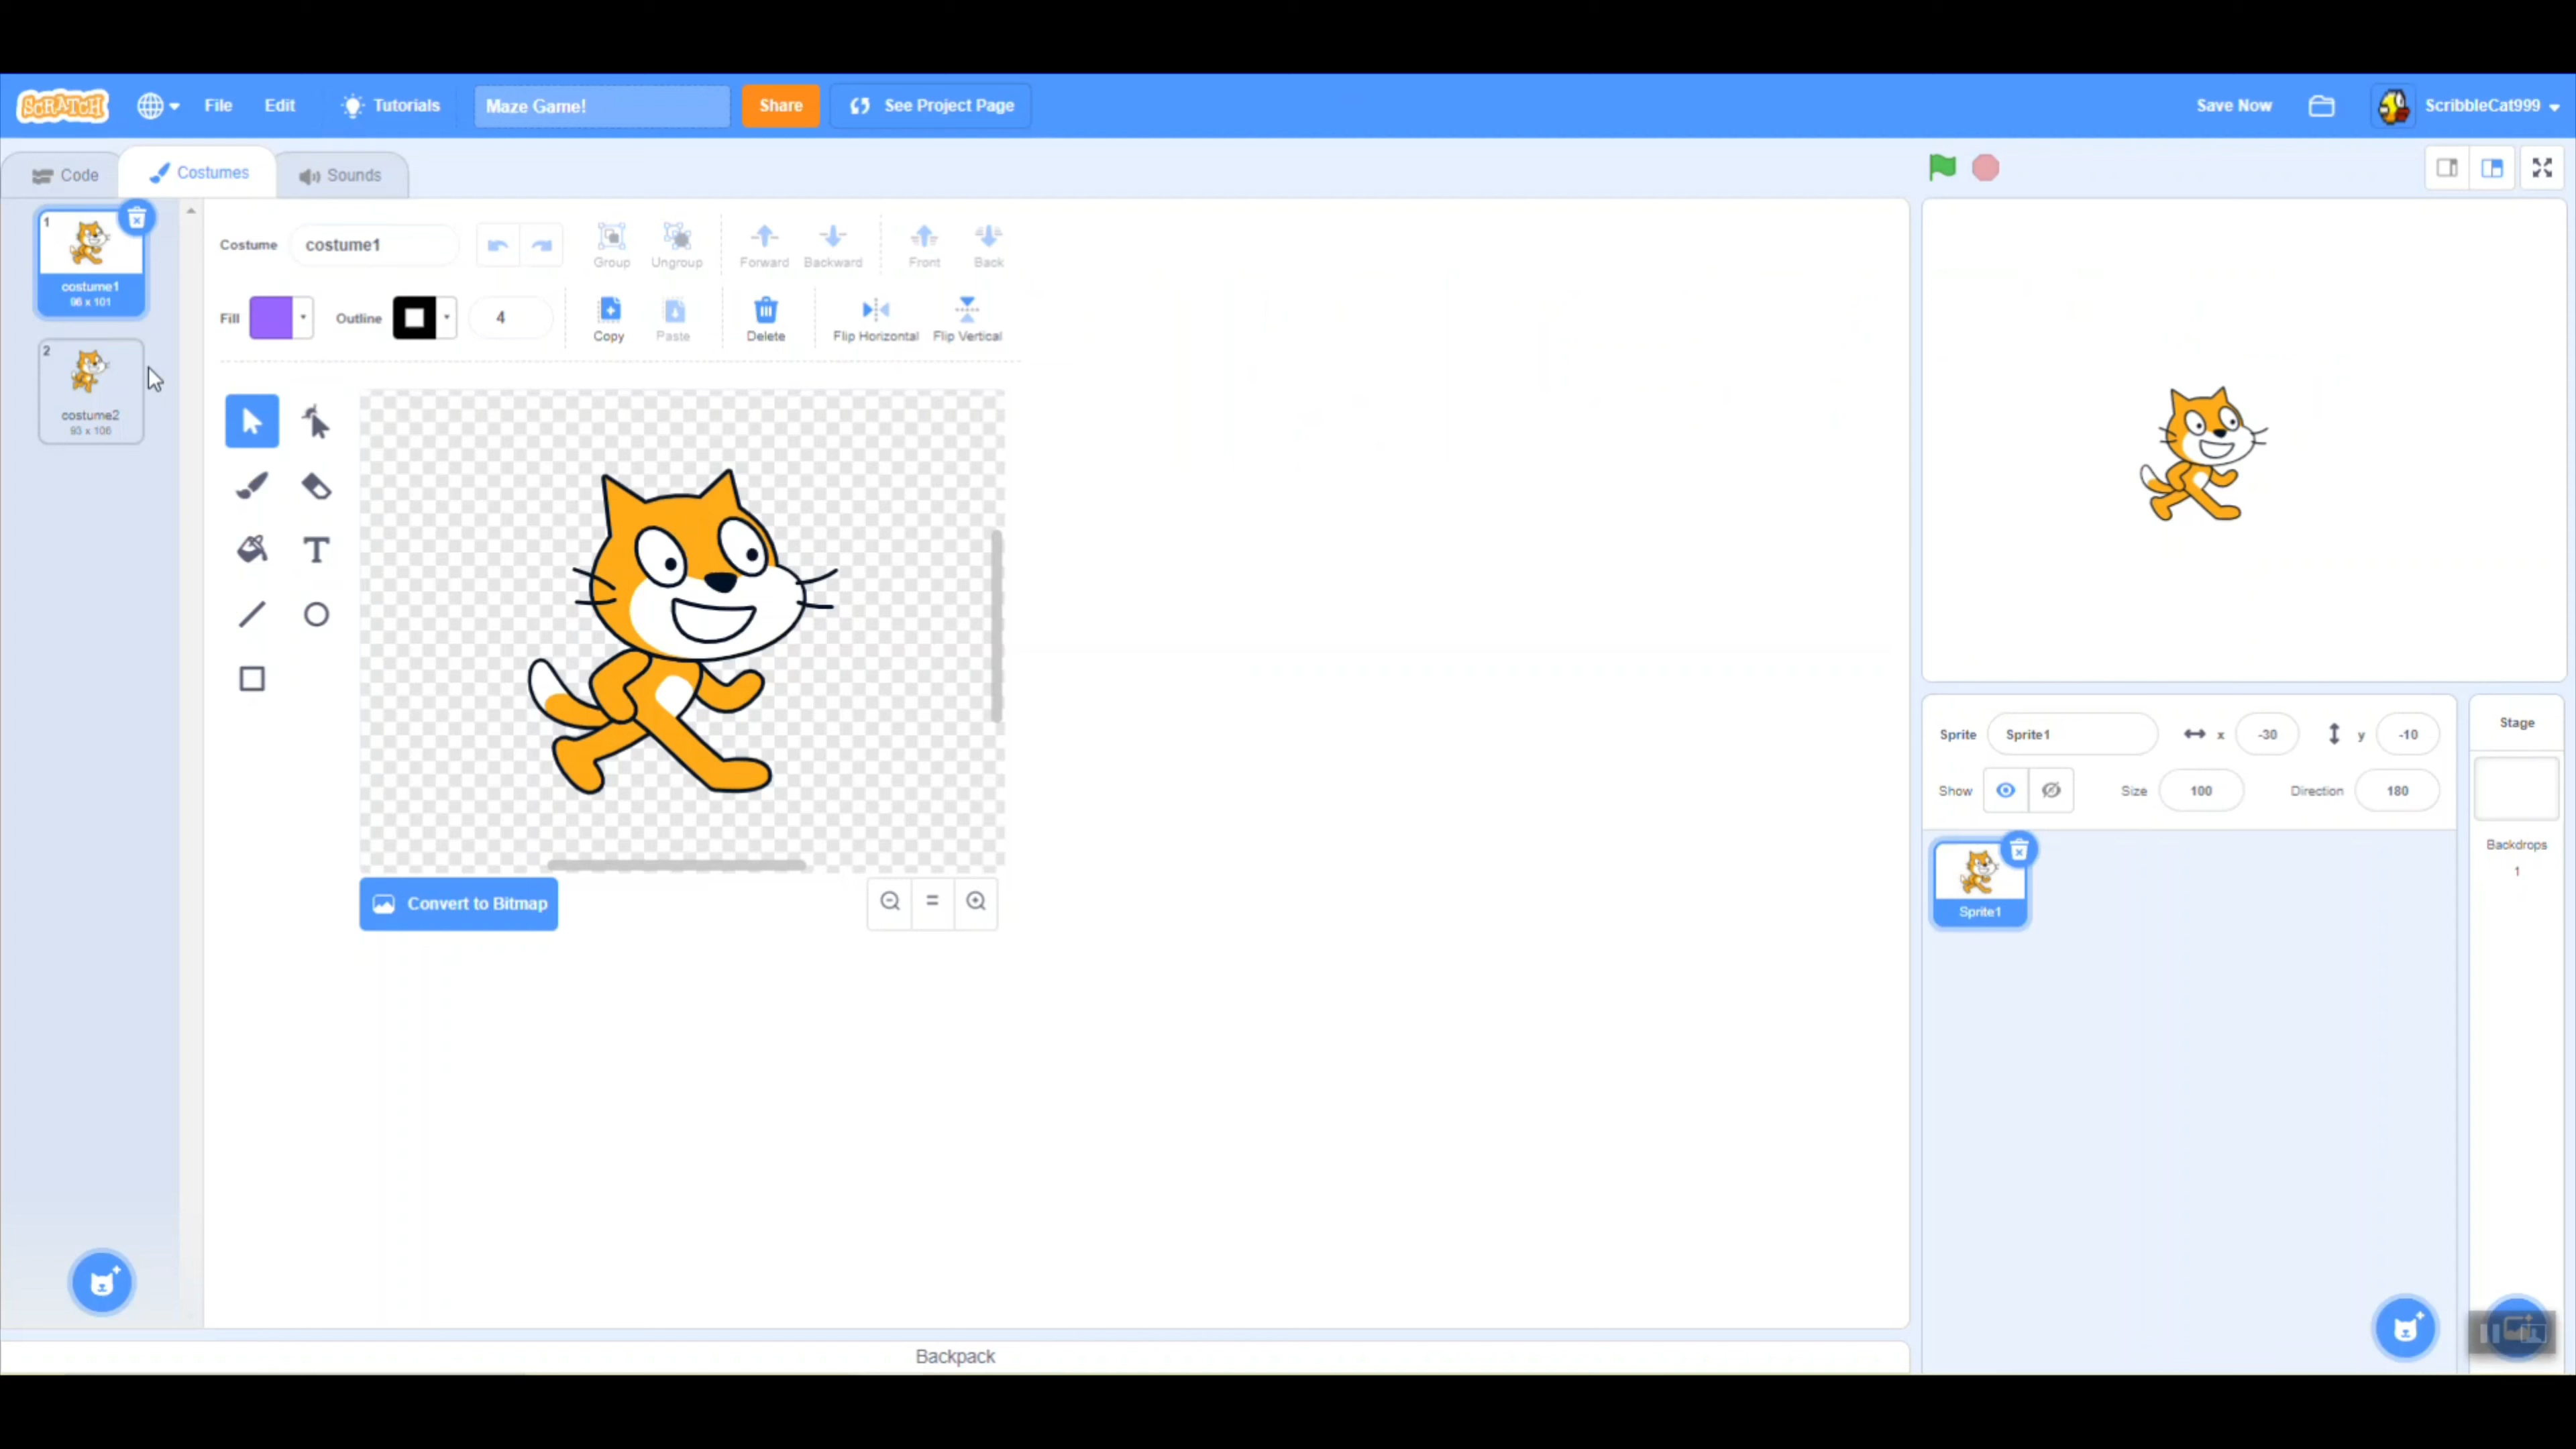 SCRATCH File Edit Tutorials Maze Game! Share See Project Page Save Now ScribbleCat999
Code Costumes Sounds
1
costume1
96 x 101
2
costume2
93 x 106
Costume costume1 Group Ungroup Forward Backward Front Back
Fill Outline 4 Copy Paste Delete Flip Horizontal Flip Vertical
T
Convert to Bitmap =
Sprite Sprite1 x -30 y -10
Show Size 100 Direction 180
Sprite1
Stage
Backdrops
1
Backpack